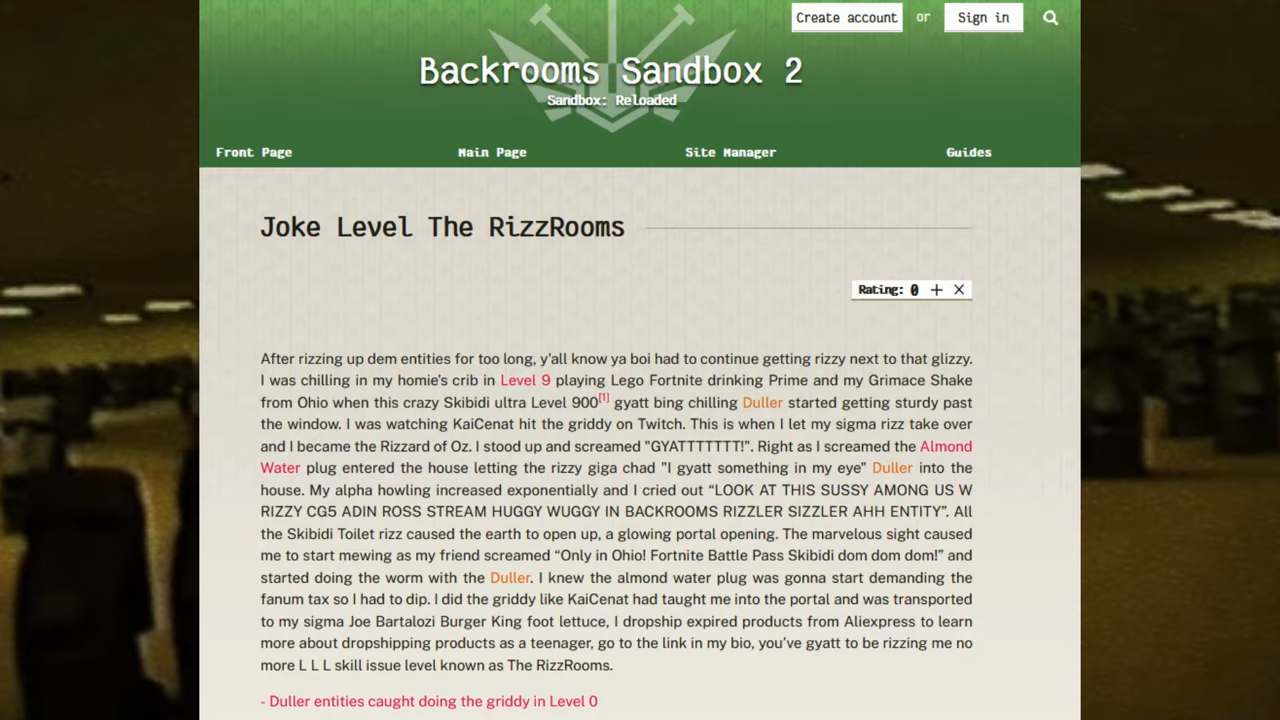 Create account or Sign in
Backrooms Sandbox 2
Sandbox: Reloaded
Front Page Main Page Site Manager Guides
Joke Level The RizzRooms
Rating: 0 + ×
After rizzing up dem entities for too long, y'all know ya boi had to continue getting rizzy next to that glizzy.
I was chilling in my homie's crib in Level 9 playing Lego Fortnite drinking Prime and my Grimace Shake
from Ohio when this crazy Skibidi ultra Level 900[1] gyatt bing chilling Duller started getting sturdy past
the window. I was watching KaiCenat hit the griddy on Twitch. This is when I let my sigma rizz take over
and I became the Rizzard of Oz. I stood up and screamed "GYATTTTTTT!". Right as I screamed the Almond
Water plug entered the house letting the rizzy giga chad "I gyatt something in my eye" Duller into the
house. My alpha howling increased exponentially and I cried out “LOOK AT THIS SUSSY AMONG US W
RIZZY CG5 ADIN ROSS STREAM HUGGY WUGGY IN BACKROOMS RIZZLER SIZZLER AHH ENTITY”. All
the Skibidi Toilet rizz caused the earth to open up, a glowing portal opening. The marvelous sight caused
me to start mewing as my friend screamed “Only in Ohio! Fortnite Battle Pass Skibidi dom dom dom!” and
started doing the worm with the Duller. I knew the almond water plug was gonna start demanding the
fanum tax so I had to dip. I did the griddy like KaiCenat had taught me into the portal and was transported
to my sigma Joe Bartalozi Burger King foot lettuce, I dropship expired products from Aliexpress to learn
more about dropshipping products as a teenager, go to the link in my bio, you’ve gyatt to be rizzing me no
more L L L skill issue level known as The RizzRooms.
- Duller entities caught doing the griddy in Level 0